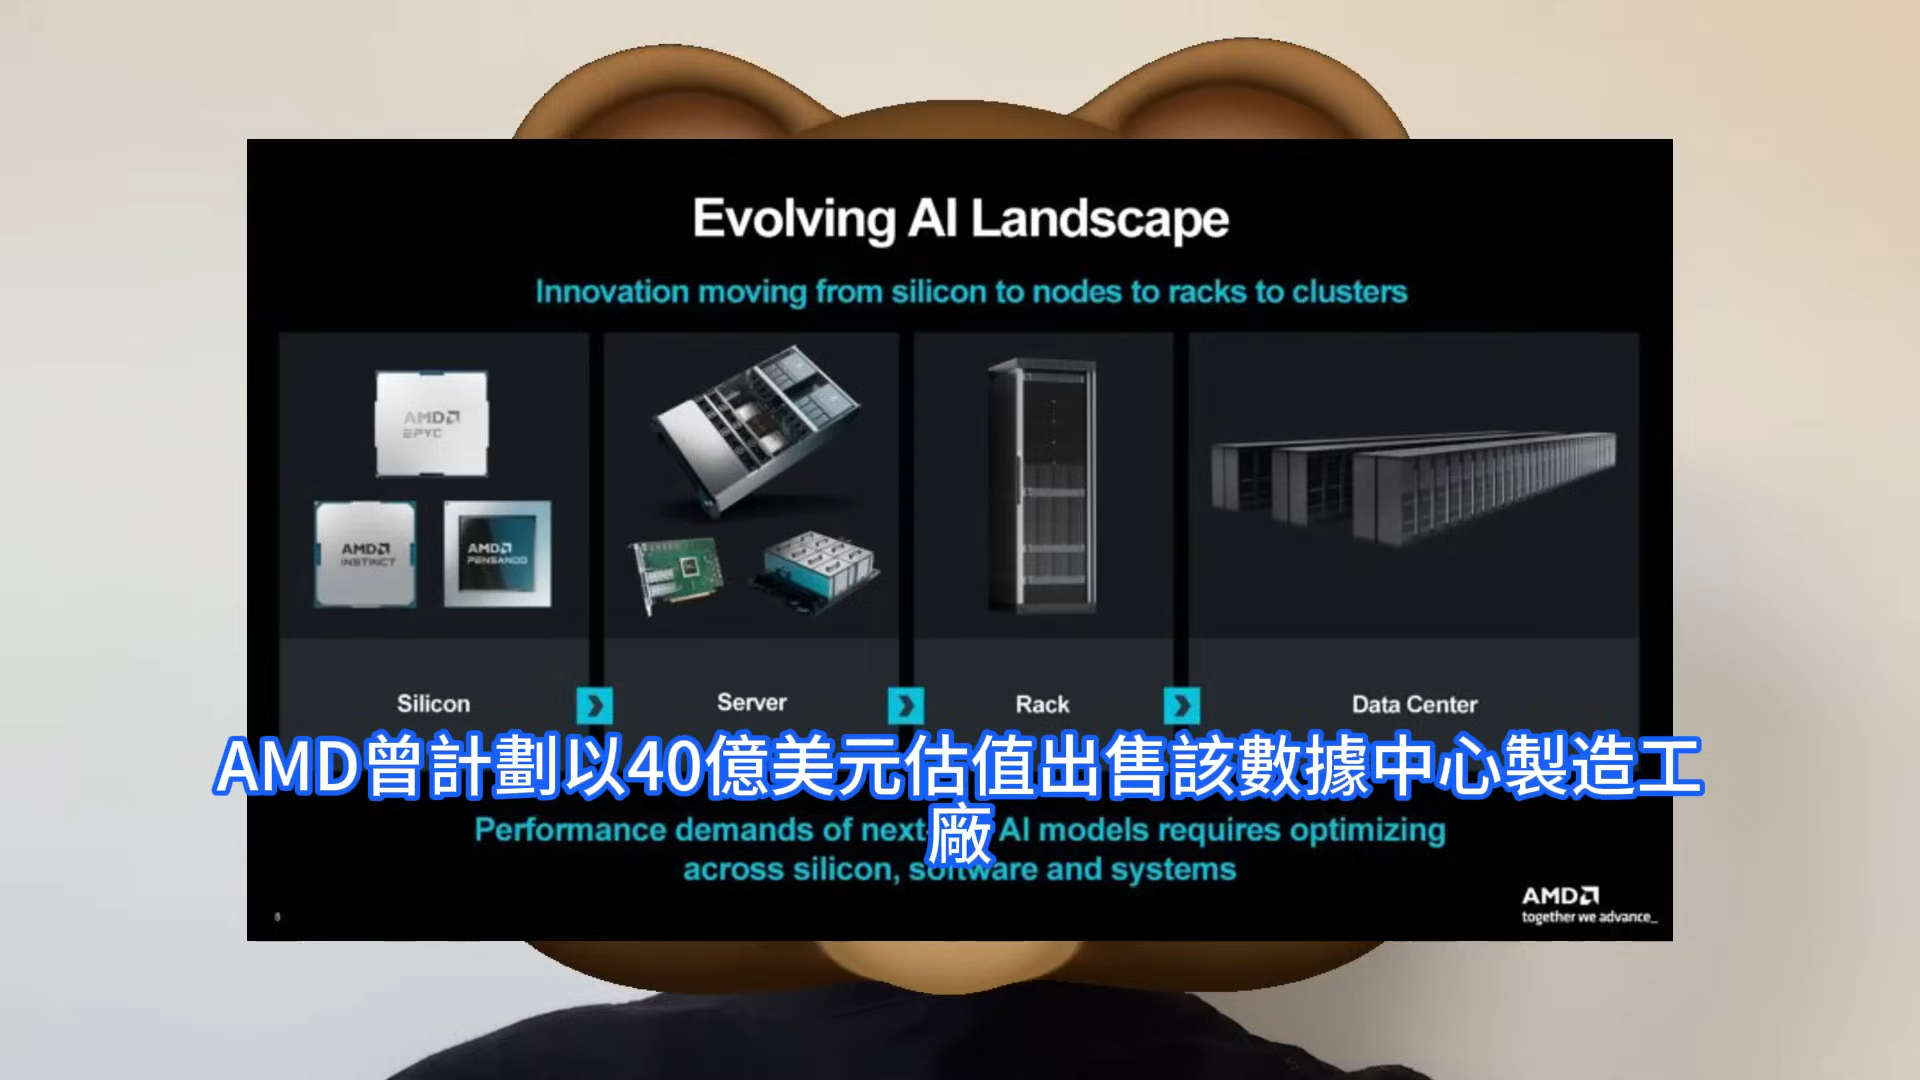 Evolving AI Landscape
Innovation moving from silicon to nodes to racks to clusters
AMD
EPYC
AMD
INSTINCT
AMD
PENSANDO
Silicon
Server
Rack
Data Center
AMD曾計劃以40億美元估值出售該數據中心製造工
廠
Performance demands of next AI models requires optimizing
across silicon, software and systems
8
AMD
together we advance_